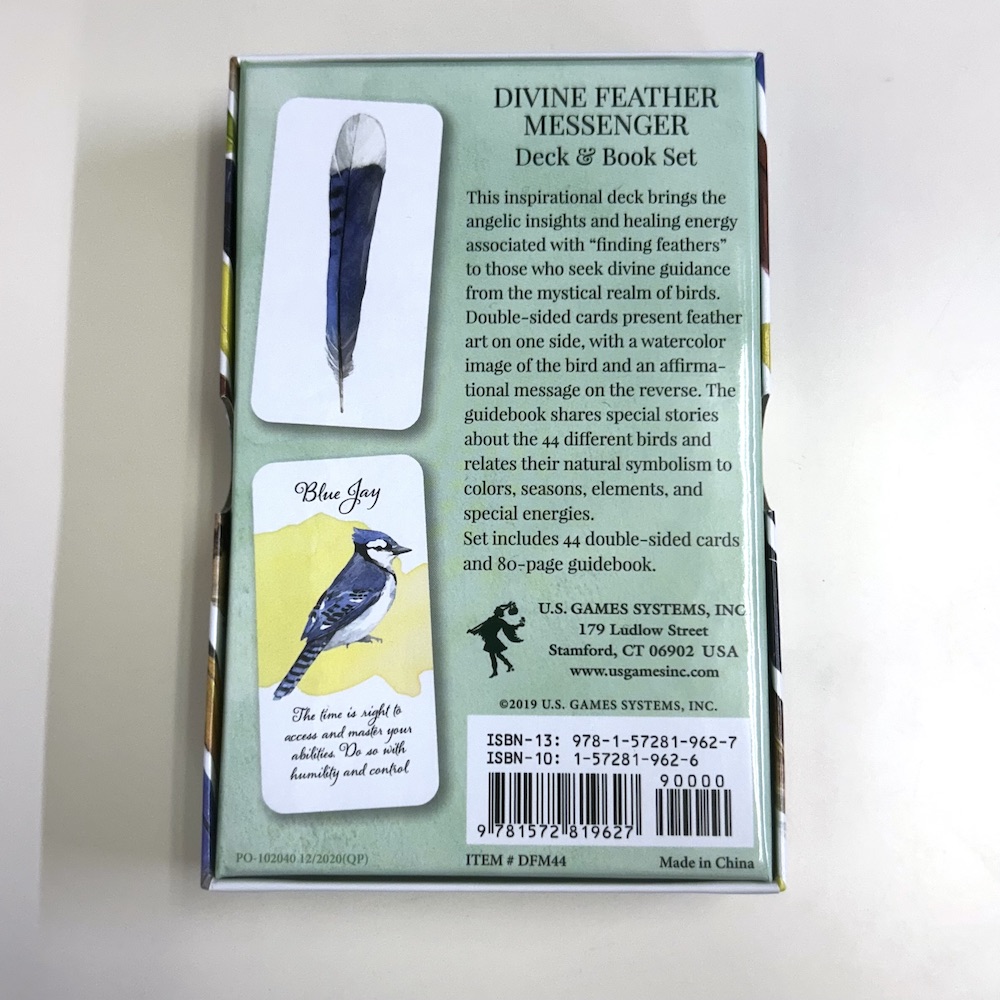 DIVINE FEATHER
MESSENGER
Deck & Book Set
This inspirational deck brings the
angelic insights and healing energy
associated with “finding feathers”
to those who seek divine guidance
from the mystical realm of birds.
Double-sided cards present feather
art on one side, with a watercolor
image of the bird and an affirma-
tional message on the reverse. The
guidebook shares special stories
about the 44 different birds and
relates their natural symbolism to
colors, seasons, elements, and
special energies.
Set includes 44 double-sided cards
and 80-page guidebook.
Blue Jay
The time is right to
access and master your
abilities. Do so with
humility and control
U.S. GAMES SYSTEMS, INC
179 Ludlow Street
Stamford, CT 06902 USA
www.usgamesinc.com
©2019 U.S. GAMES SYSTEMS, INC.
ISBN-13: 978-1-57281-962-7
ISBN-10: 1-57281-962-6
90000
9 781572 819627
PO-102040 12/2020(QP)
ITEM # DFM44
Made in China